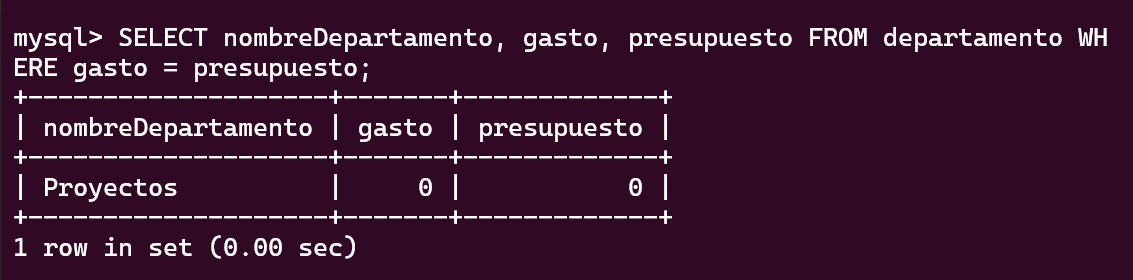 mysql> SELECT nombreDepartamento, gasto, presupuesto FROM departamento WH
ERE gasto = presupuesto;
+--------------------+-------+-------------+
| nombreDepartamento | gasto | presupuesto |
+--------------------+-------+-------------+
| Proyectos          |     0 |           0 |
+--------------------+-------+-------------+
1 row in set (0.00 sec)